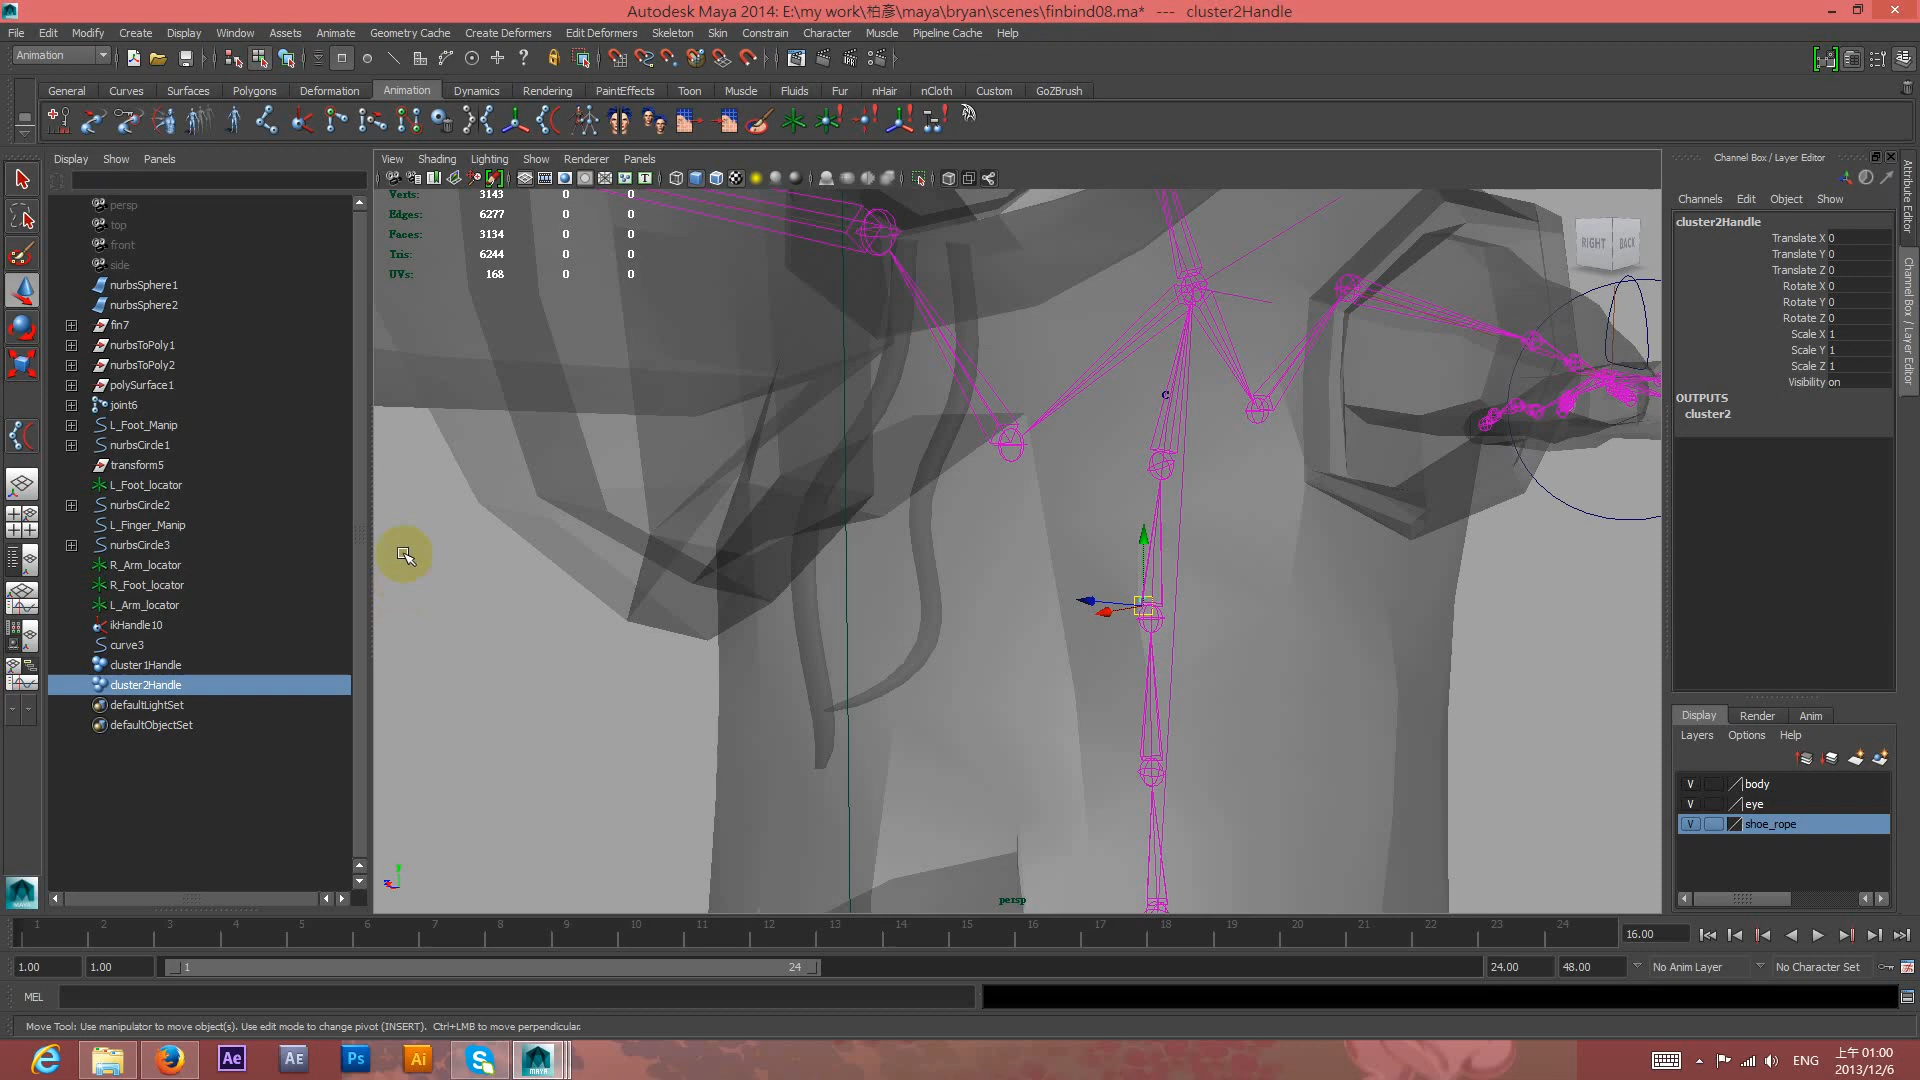 Autodesk Maya 2014: E:\my work\柏彥\maya\bryan\scenes\finbind08.ma* --- cluster2Handle
File Edit Modify Create Display Window Assets Animate Geometry Cache Create Deformers Edit Deformers Skeleton Skin Constrain Character Muscle Pipeline Cache Help
Animation
General Curves Surfaces Polygons Deformation Animation Dynamics Rendering PaintEffects Toon Muscle Fluids Fur nHair nCloth Custom GoZBrush
Display Show Panels
View Shading Lighting Show Renderer Panels
Channel Box / Layer Editor
Channels Edit Object Show
Attribute Editor
Channel Box / Layer Editor
persp
top
front
side
nurbsSphere1
nurbsSphere2
fin7
nurbsToPoly1
nurbsToPoly2
polySurface1
joint6
L_Foot_Manip
nurbsCircle1
transform5
L_Foot_locator
nurbsCircle2
L_Finger_Manip
nurbsCircle3
R_Arm_locator
R_Foot_locator
L_Arm_locator
ikHandle10
curve3
cluster1Handle
cluster2Handle
defaultLightSet
defaultObjectSet
Verts: 3143 0 0
Edges: 6277 0 0
Faces: 3134 0 0
Tris: 6244 0 0
UVs: 168 0 0
RIGHT BACK
C
persp
cluster2Handle
Translate X 0
Translate Y 0
Translate Z 0
Rotate X 0
Rotate Y 0
Rotate Z 0
Scale X 1
Scale Y 1
Scale Z 1
Visibility on
OUTPUTS
cluster2
Display Render Anim
Layers Options Help
V body
V eye
V shoe_rope
1 2 3 4 5 6 7 8 9 10 11 12 13 14 15 16 17 18 19 20 21 22 23 24
16.00
1.00 1.00 1 24 24.00 48.00 No Anim Layer No Character Set
MEL
Move Tool: Use manipulator to move object(s). Use edit mode to change pivot (INSERT). Ctrl+LMB to move perpendicular.
Ae AE Ps Ai S MAYA
ENG
上午 01:00
2013/12/6